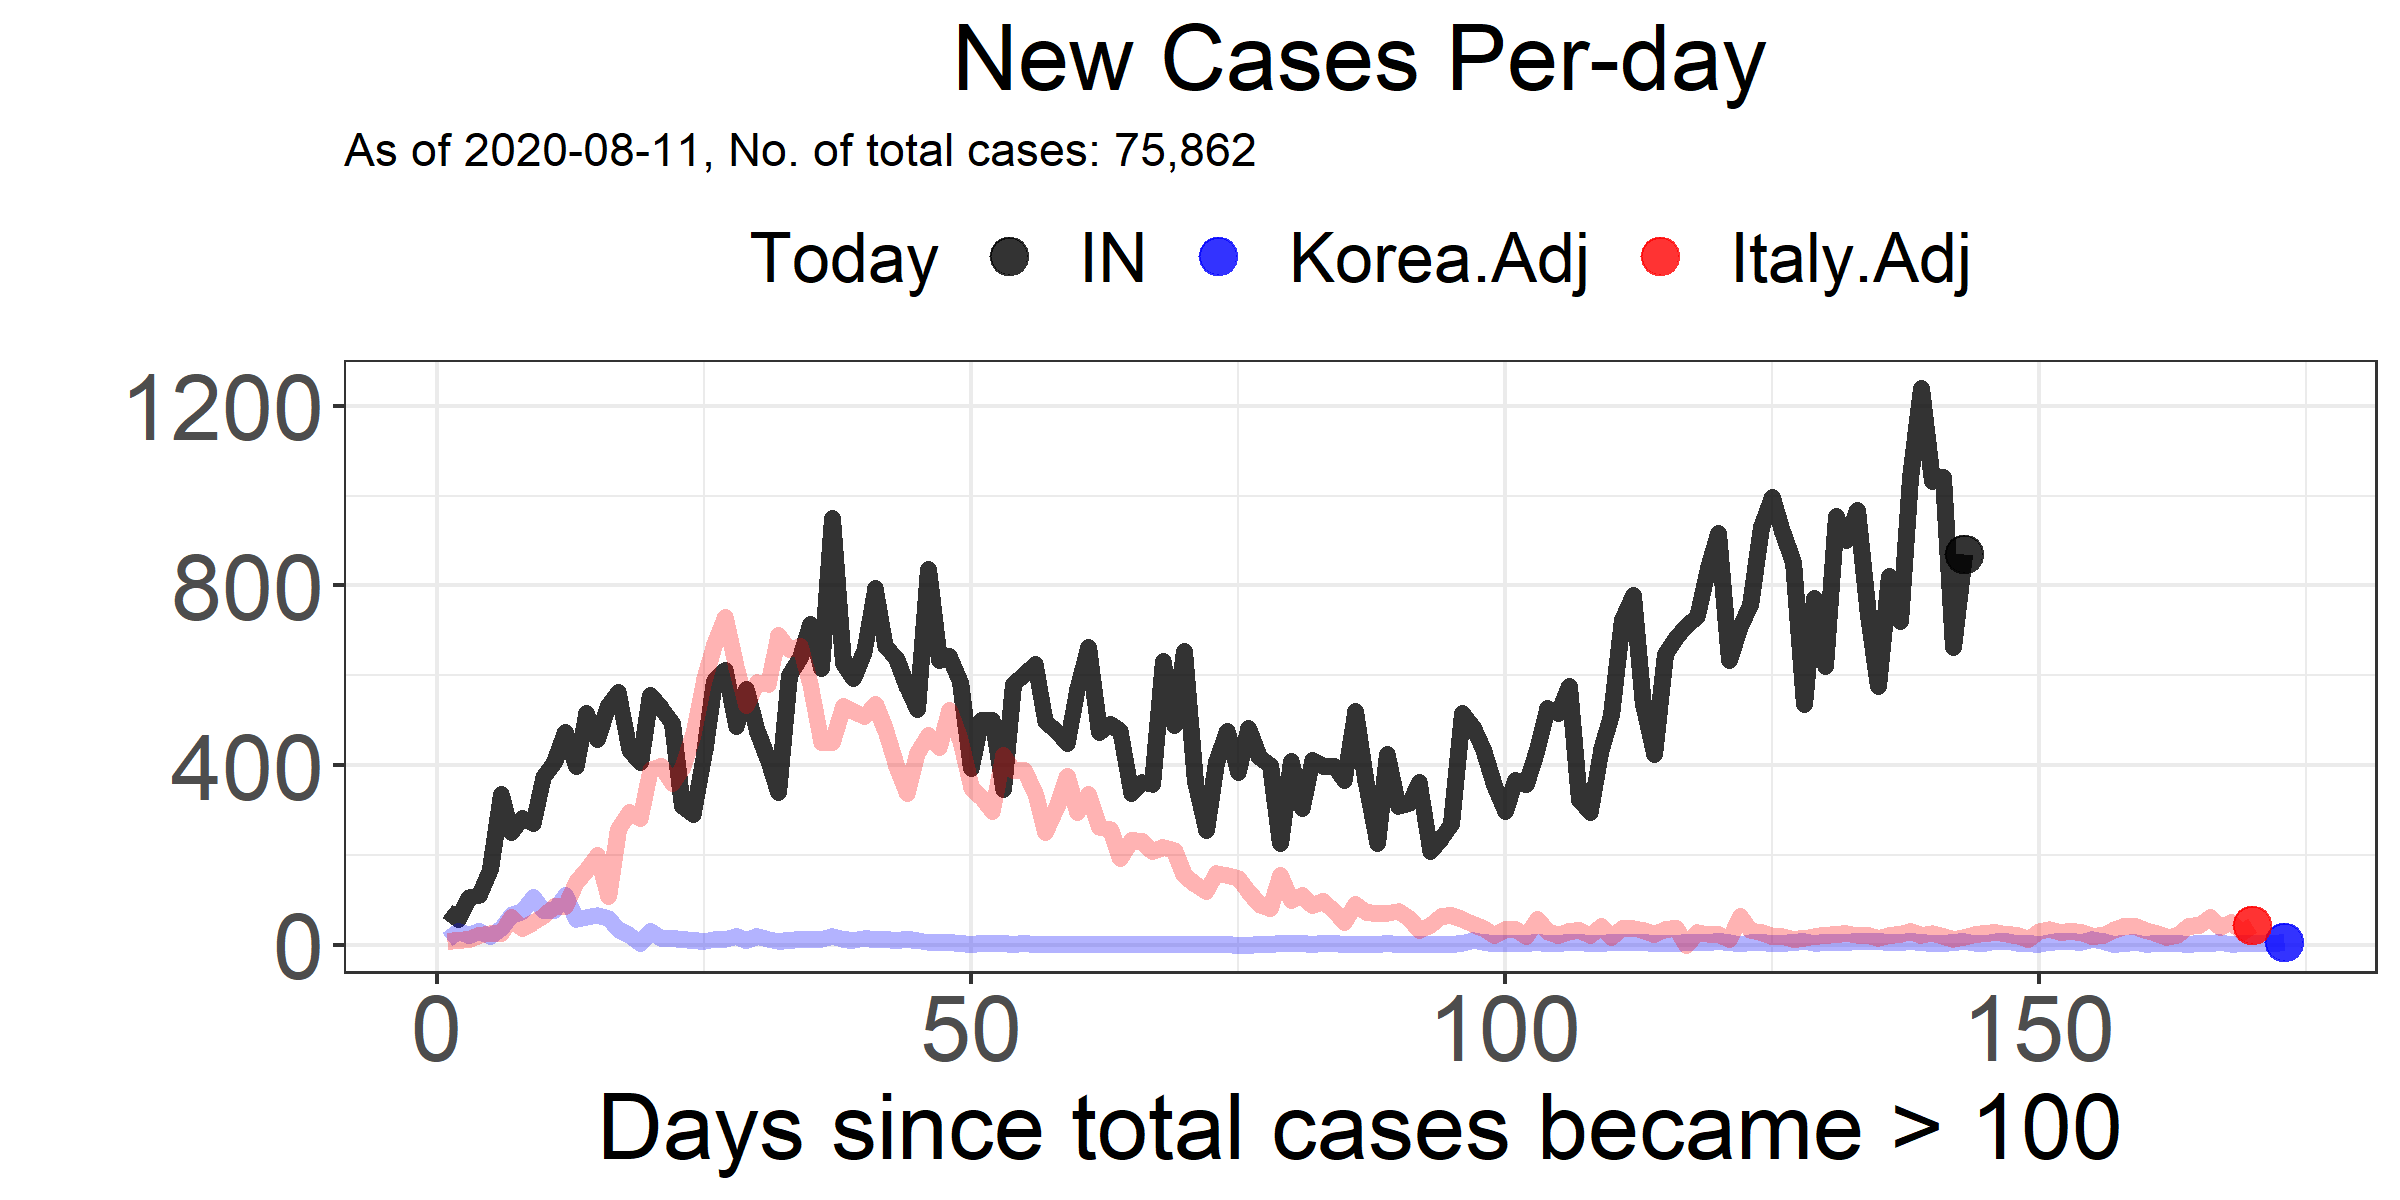 New Cases Per-day
As of 2020-08-11, No. of total cases: 75,862
Today IN Korea.Adj Italy.Adj
1200
800
400
0
0 50 100 150
Days since total cases became > 100